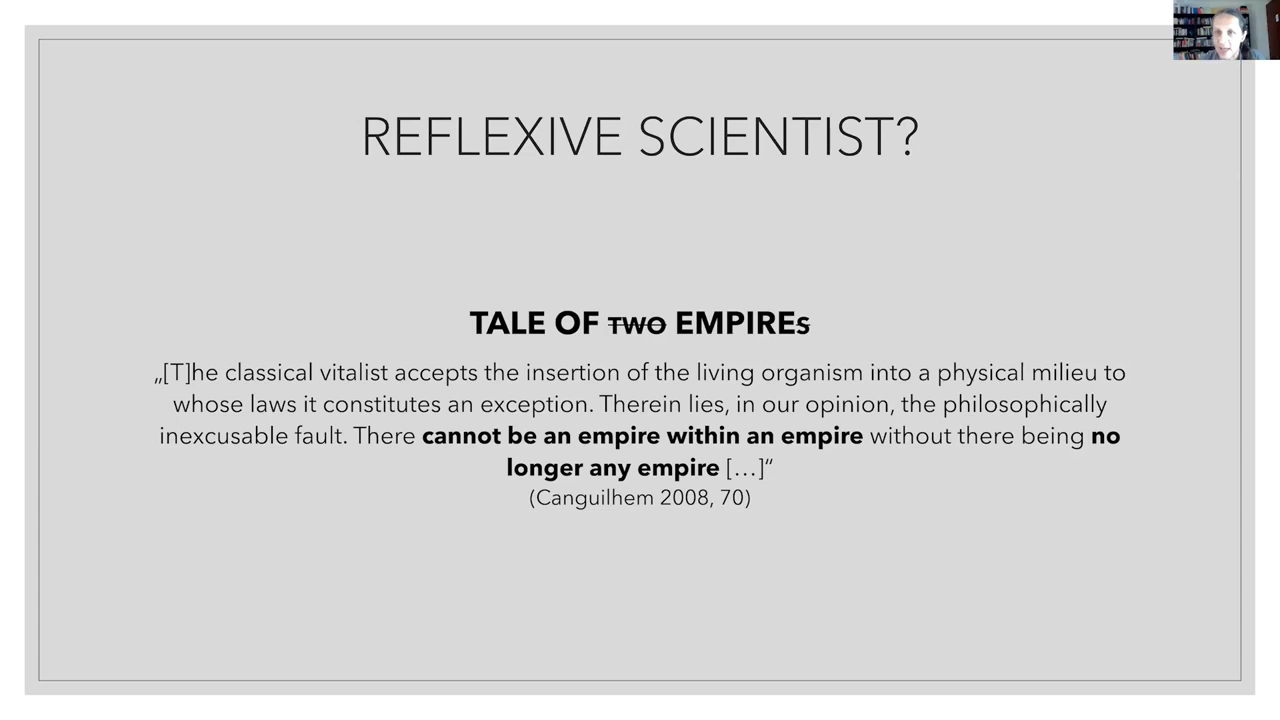 REFLEXIVE SCIENTIST?
TALE OF TWO EMPIREs
„[T]he classical vitalist accepts the insertion of the living organism into a physical milieu to
whose laws it constitutes an exception. Therein lies, in our opinion, the philosophically
inexcusable fault. There cannot be an empire within an empire without there being no
longer any empire […]“
(Canguilhem 2008, 70)